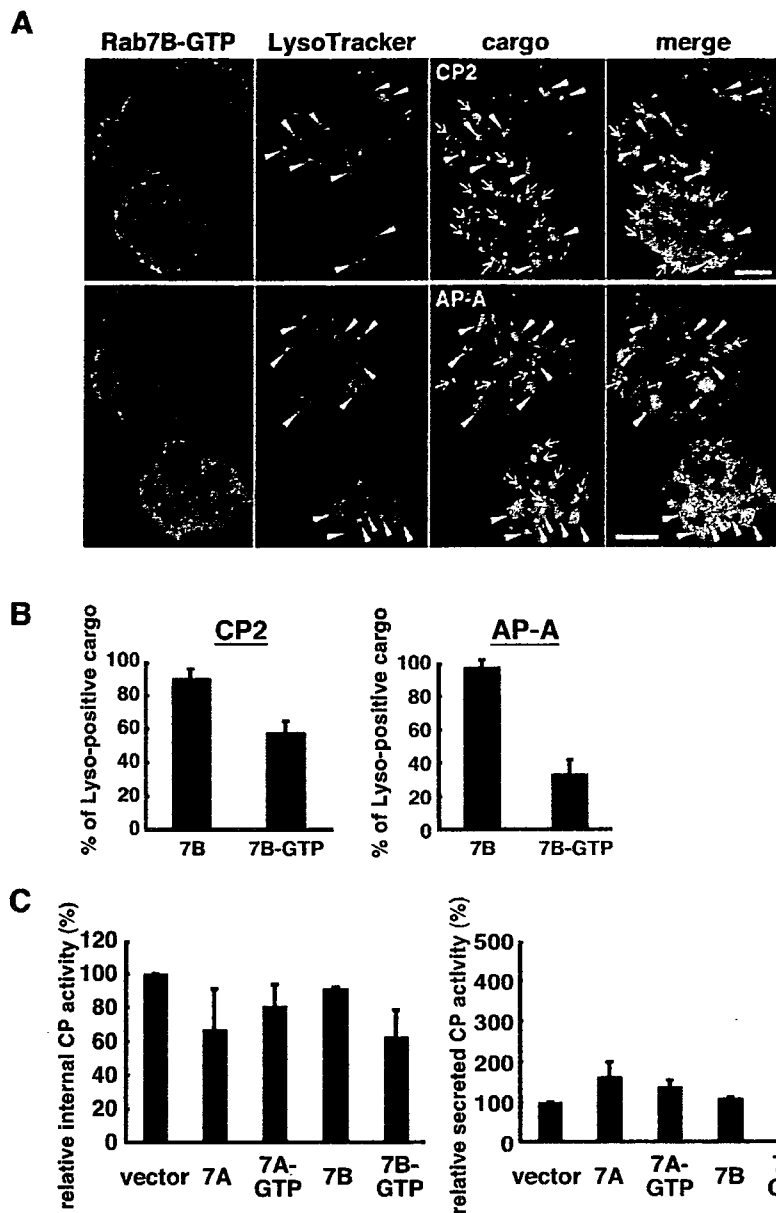 A
Rab7B-GTP LysoTracker cargo merge
CP2
AP-A
B
CP2
% of Lyso-positive cargo
100
80
60
40
20
0
7B 7B-GTP
AP-A
% of Lyso-positive cargo
100
80
60
40
20
0
7B 7B-GTP
C
relative internal CP activity (%)
120
100
80
60
40
20
0
vector 7A 7A-GTP 7B 7B-GTP
relative secreted CP activity (%)
500
400
300
200
100
0
vector 7A 7A-GTP 7B